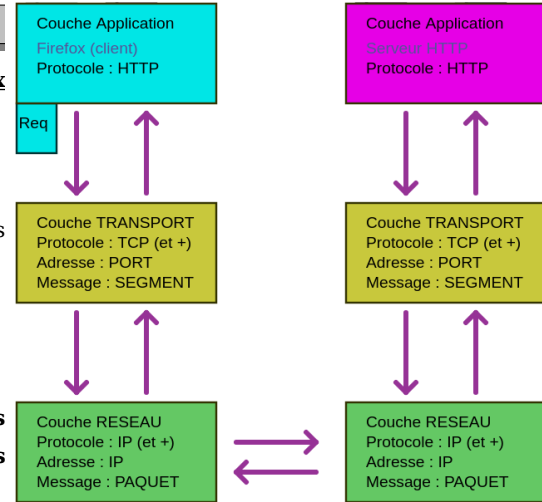 Couche Application
Firefox (client)
Protocole : HTTP
Req
Couche Application
Serveur HTTP
Protocole : HTTP
Couche TRANSPORT
Protocole : TCP (et +)
Adresse : PORT
Message : SEGMENT
Couche TRANSPORT
Protocole : TCP (et +)
Adresse : PORT
Message : SEGMENT
Couche RESEAU
Protocole : IP (et +)
Adresse : IP
Message : PAQUET
Couche RESEAU
Protocole : IP (et +)
Adresse : IP
Message : PAQUET